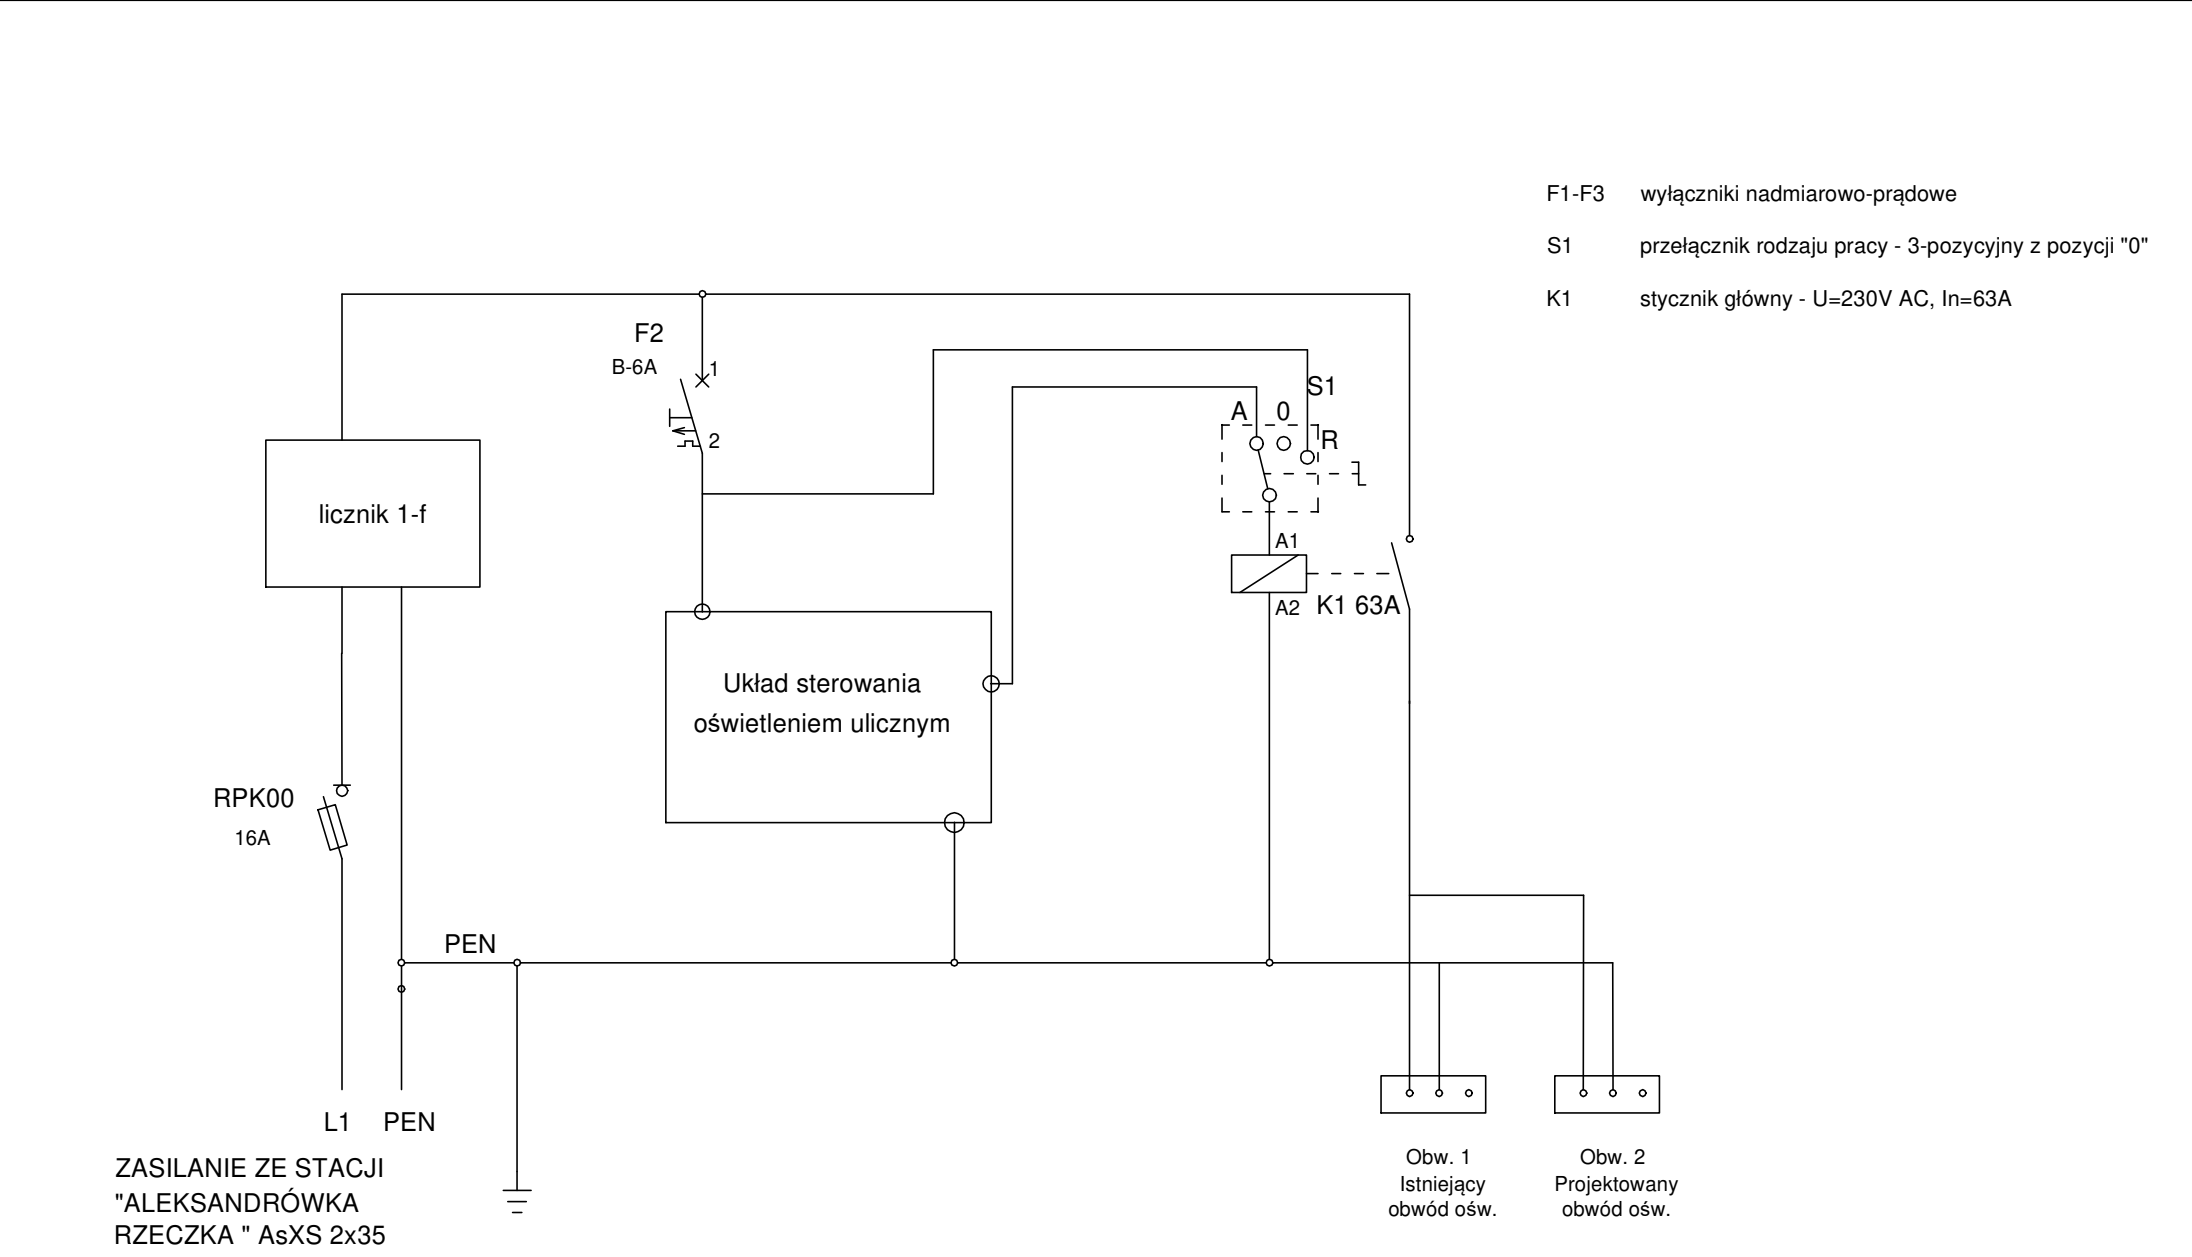 F1-F3 wyłączniki nadmiarowo-prądowe
S1 przełącznik rodzaju pracy - 3-pozycyjny z pozycji "0"
K1 stycznik główny - U=230V AC, In=63A
F2
B-6A
1
2
S1
A 0
R
licznik 1-f
A1
A2
K1 63A
Układ sterowania
oświetleniem ulicznym
RPK00
16A
PEN
L1 PEN
ZASILANIE ZE STACJI
"ALEKSANDRÓWKA
RZECZKA " AsXS 2x35
Obw. 1
Istniejący
obwód ośw.
Obw. 2
Projektowany
obwód ośw.